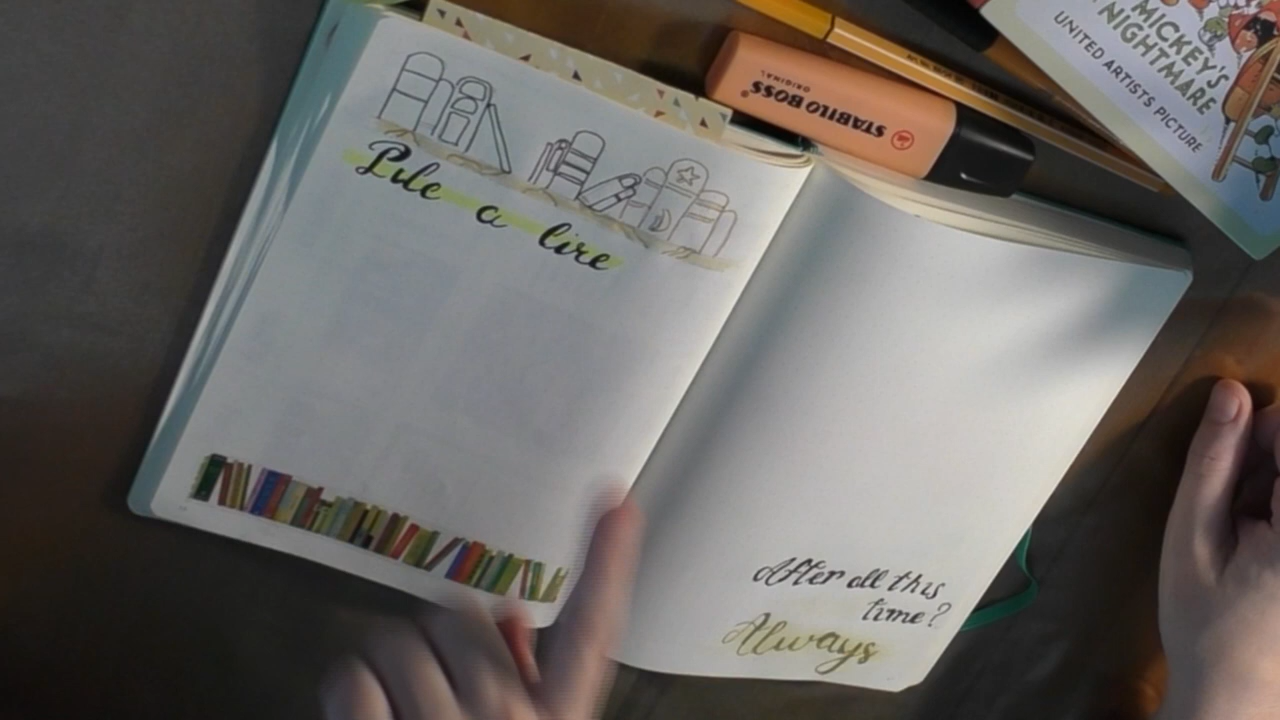 Pile a lire
After all this
time?
Always
STABILO BOSS®
ORIGINAL
MICKEY'S
NIGHTMARE
UNITED ARTISTS PICTURE